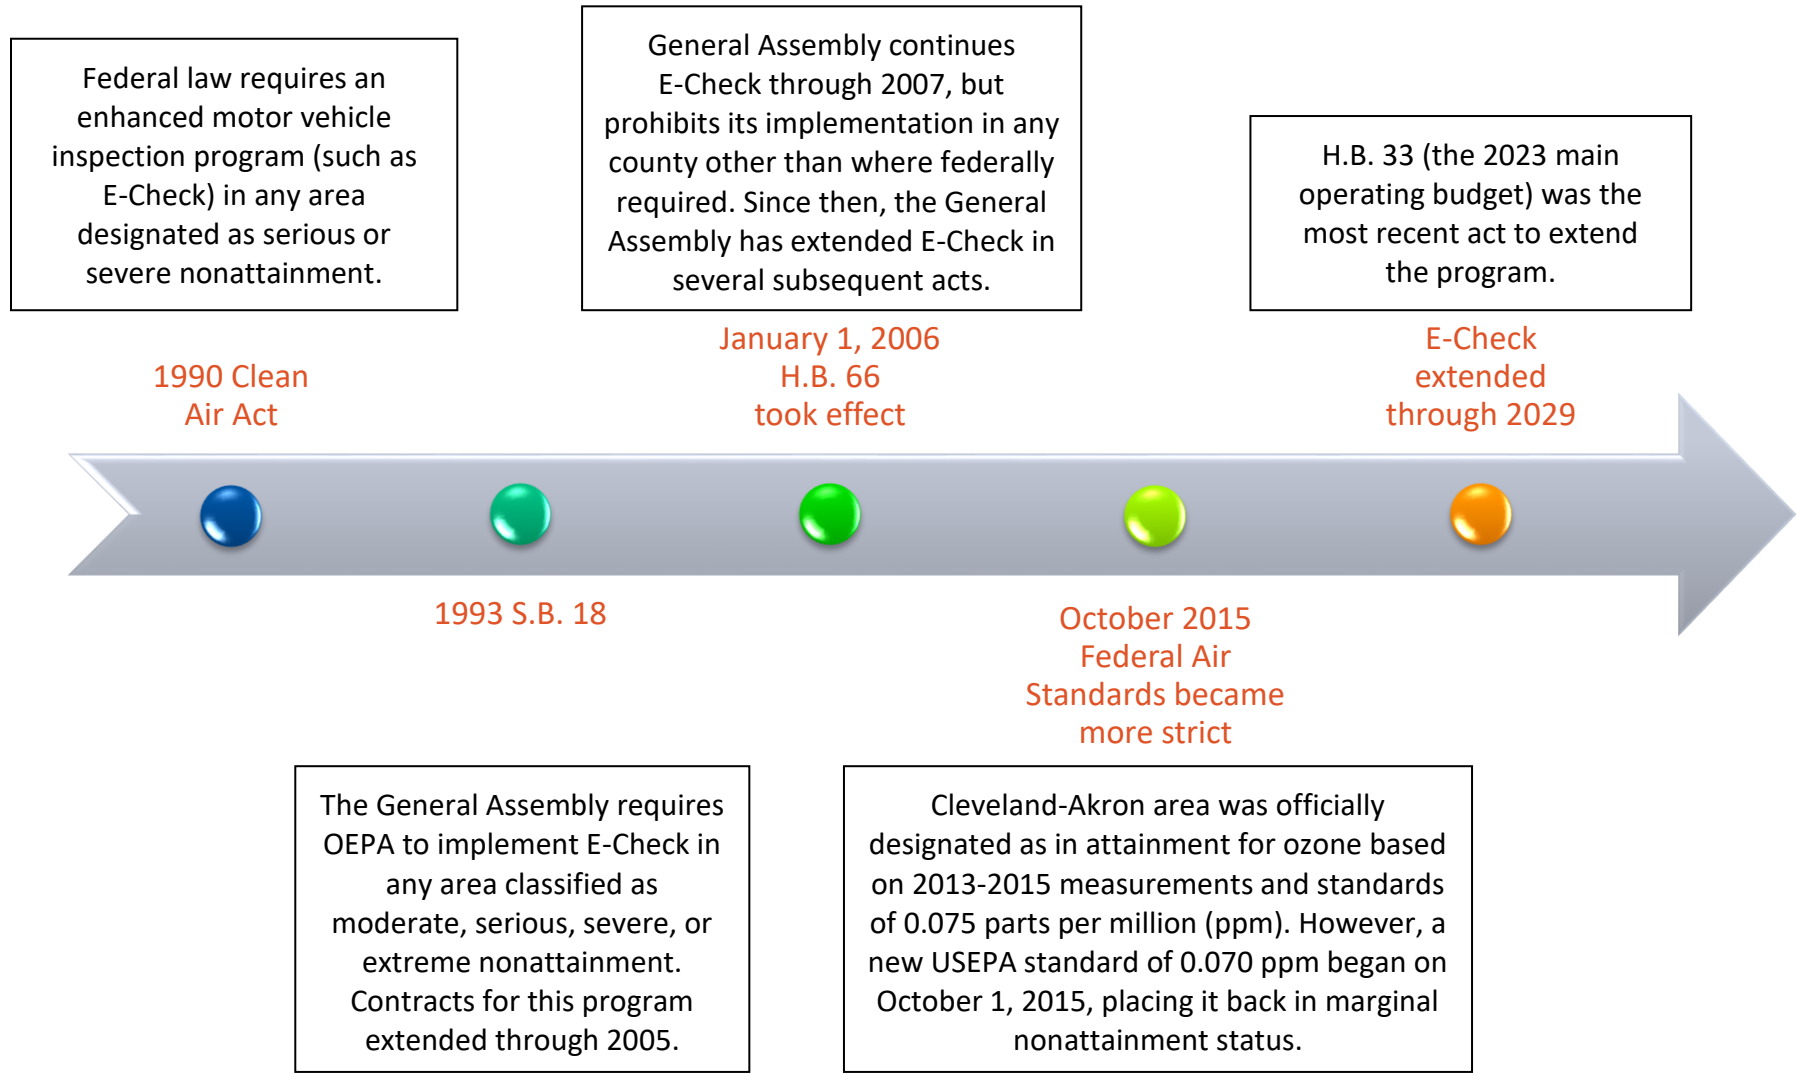 Federal law requires an
enhanced motor vehicle
inspection program (such as
E-Check) in any area
designated as serious or
severe nonattainment.
1990 Clean
Air Act
The General Assembly requires
OEPA to implement E-Check in
any area classified as
moderate, serious, severe, or
extreme nonattainment.
Contracts for this program
extended through 2005.
1993 S.B. 18
General Assembly continues
E-Check through 2007, but
prohibits its implementation in any
county other than where federally
required. Since then, the General
Assembly has extended E-Check in
several subsequent acts.
January 1, 2006
H.B. 66
took effect
October 2015
Federal Air
Standards became
more strict
Cleveland-Akron area was officially
designated as in attainment for ozone based
on 2013-2015 measurements and standards
of 0.075 parts per million (ppm). However, a
new USEPA standard of 0.070 ppm began on
October 1, 2015, placing it back in marginal
nonattainment status.
H.B. 33 (the 2023 main
operating budget) was the
most recent act to extend
the program.
E-Check
extended
through 2029